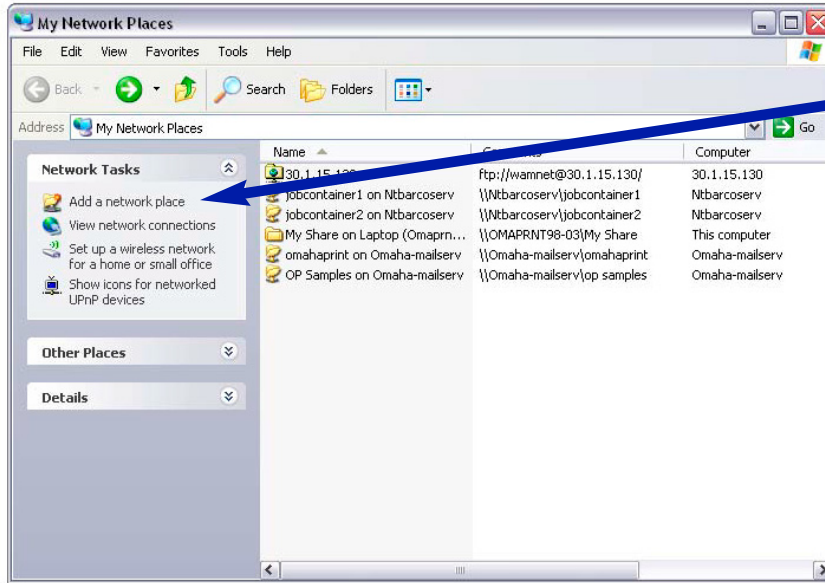 My Network Places
File Edit View Favorites Tools Help
Back Search Folders
Address My Network Places Go
Network Tasks
Add a network place
View network connections
Set up a wireless network
for a home or small office
Show icons for networked
UPnP devices
Other Places
Details
Name Computer
30.1.15.130 ftp://wamnet@30.1.15.130/ 30.1.15.130
jobcontainer1 on Ntbarcoserv \\Ntbarcoserv\jobcontainer1 Ntbarcoserv
jobcontainer2 on Ntbarcoserv \\Ntbarcoserv\jobcontainer2 Ntbarcoserv
My Share on Laptop (Omaprn... \\OMAPRNT98-03\My Share This computer
omahaprint on Omaha-mailserv \\Omaha-mailserv\omahaprint Omaha-mailserv
OP Samples on Omaha-mailserv \\Omaha-mailserv\op samples Omaha-mailserv